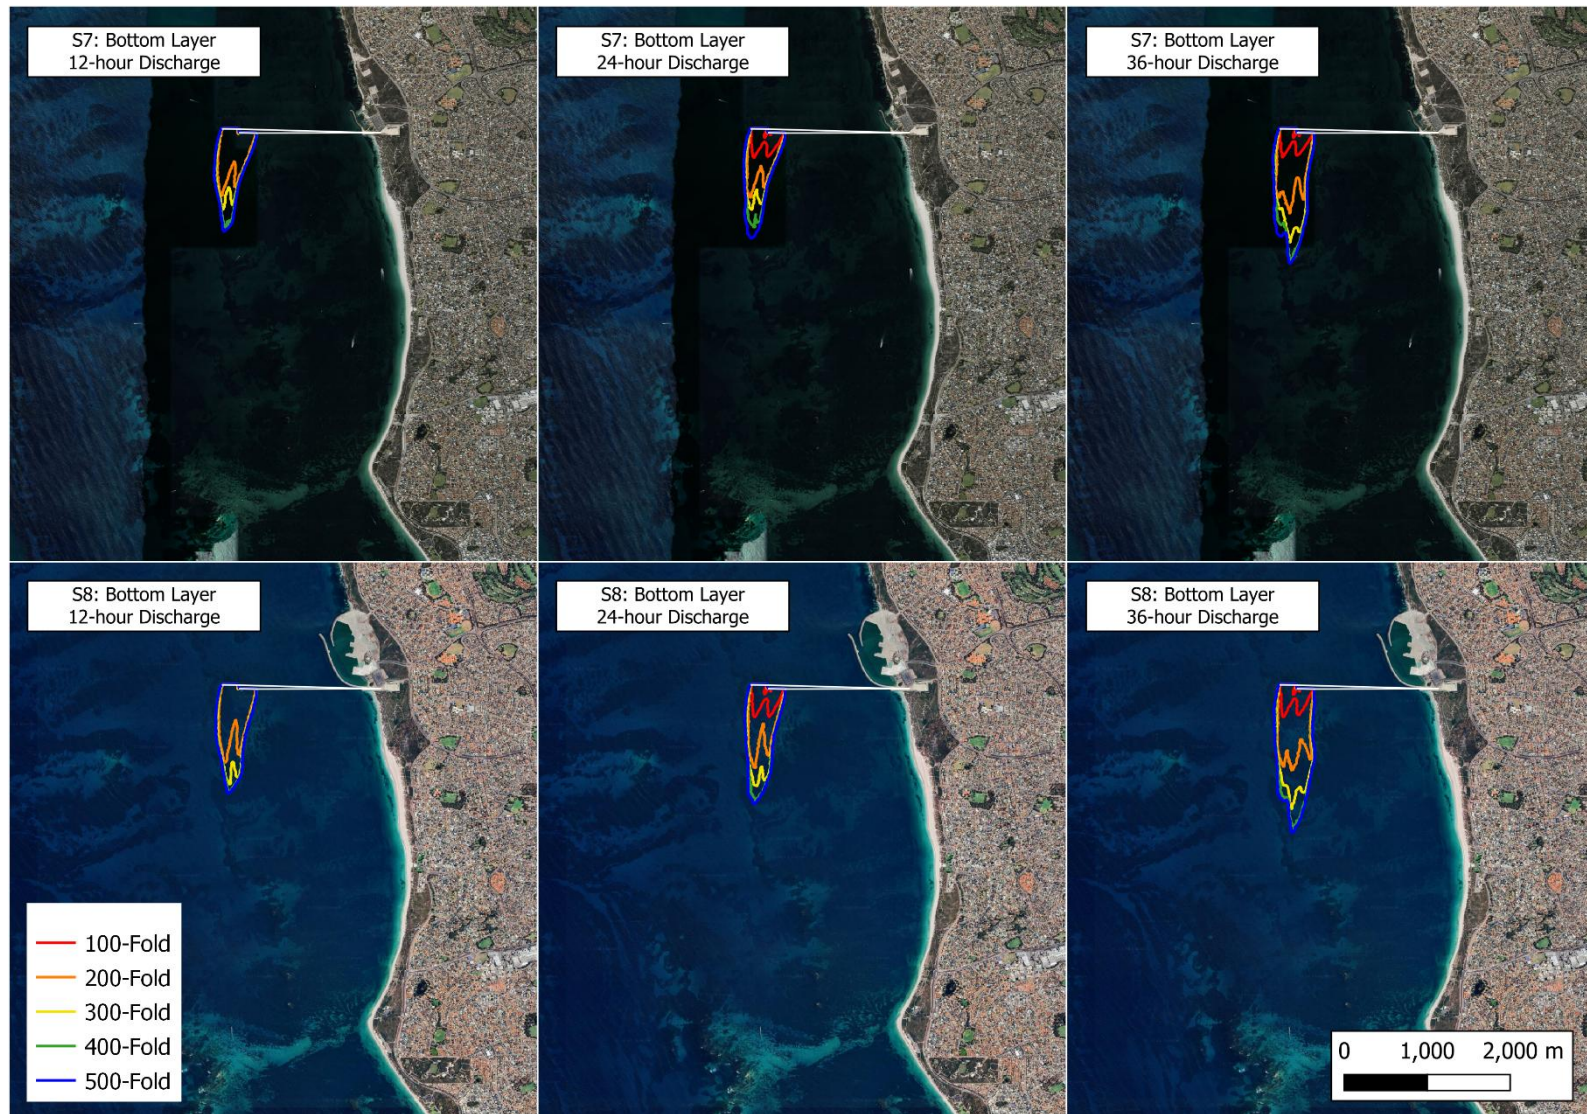 S7: Bottom Layer
12-hour Discharge
S7: Bottom Layer
24-hour Discharge
S7: Bottom Layer
36-hour Discharge
S8: Bottom Layer
12-hour Discharge
S8: Bottom Layer
24-hour Discharge
S8: Bottom Layer
36-hour Discharge
100-Fold
200-Fold
300-Fold
400-Fold
500-Fold
0 1,000 2,000 m